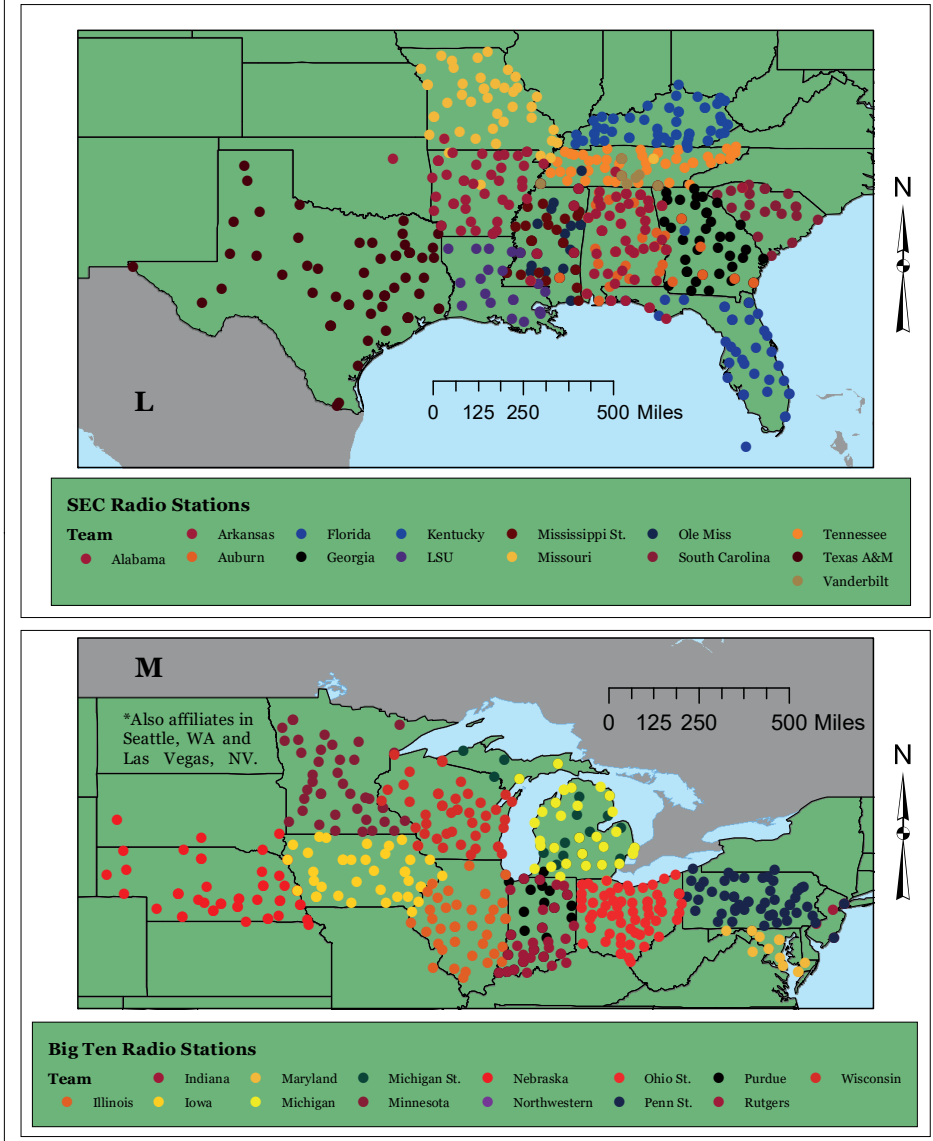 N
L
0 125 250 500 Miles
SEC Radio Stations
Team
Arkansas Florida Kentucky Mississippi St. Ole Miss Tennessee
Alabama Auburn Georgia LSU Missouri South Carolina Texas A&M
Vanderbilt
M
0 125 250 500 Miles
*Also affiliates in
Seattle, WA and
Las Vegas, NV.
N
Big Ten Radio Stations
Team
Indiana Maryland Michigan St. Nebraska Ohio St. Purdue Wisconsin
Illinois Iowa Michigan Minnesota Northwestern Penn St. Rutgers